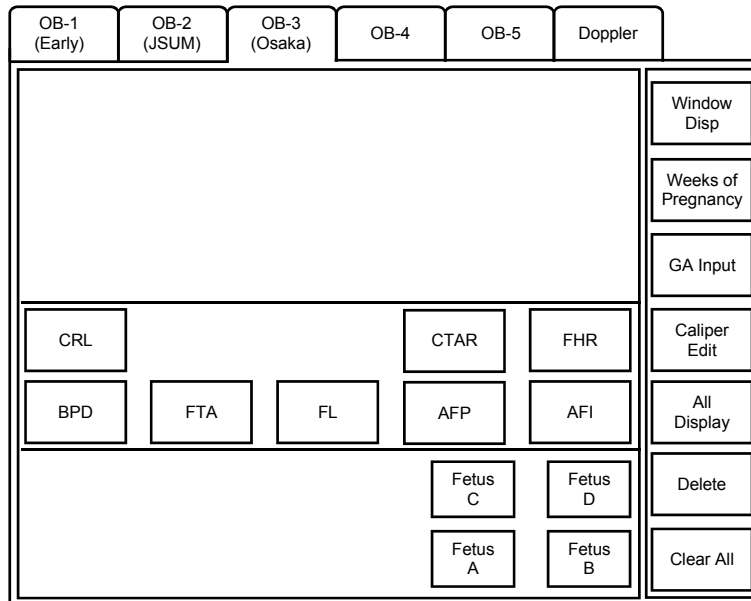 OB-1
(Early)
OB-2
(JSUM)
OB-3
(Osaka)
OB-4
OB-5
Doppler
Window
Disp
Weeks of
Pregnancy
GA Input
CRL
CTAR
FHR
Caliper
Edit
BPD
FTA
FL
AFP
AFI
All
Display
Fetus
C
Fetus
D
Delete
Fetus
A
Fetus
B
Clear All